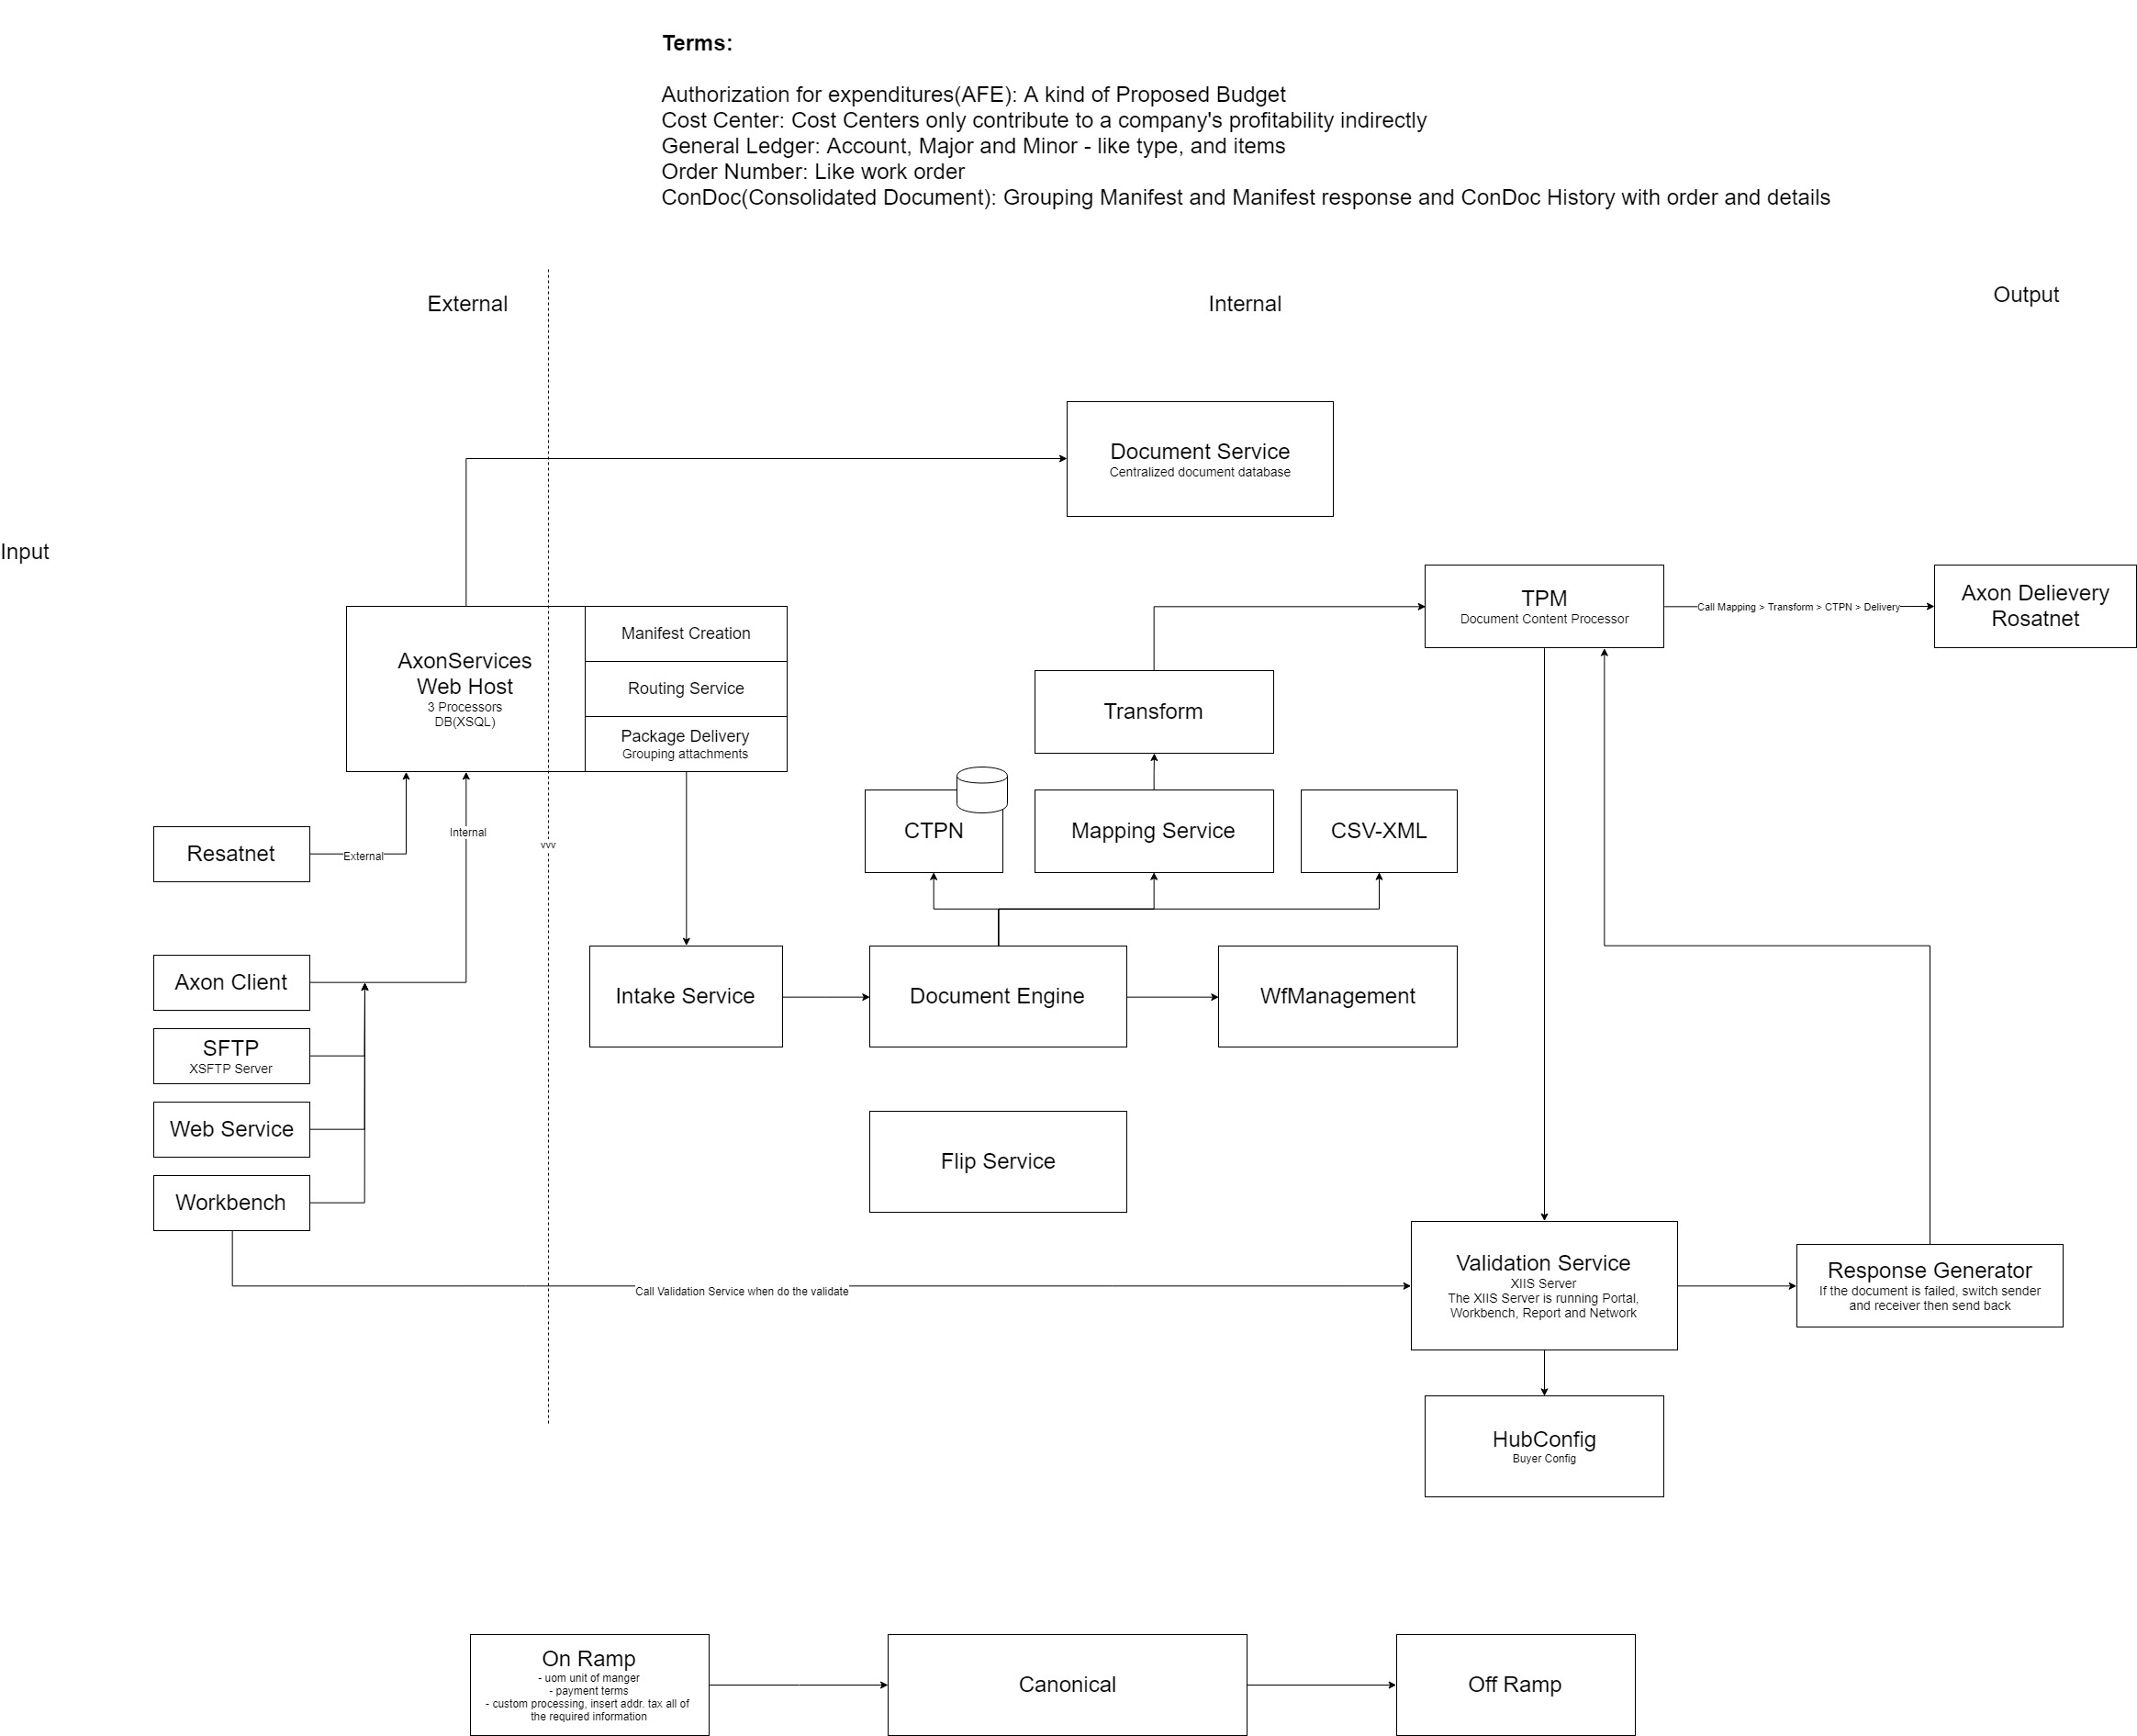 Terms:
Authorization for expenditures(AFE): A kind of Proposed Budget
Cost Center: Cost Centers only contribute to a company's profitability indirectly
General Ledger: Account, Major and Minor - like type, and items
Order Number: Like work order
ConDoc(Consolidated Document): Grouping Manifest and Manifest response and ConDoc History with order and details
External
Internal
Output
Document Service
Centralized document database
Input
AxonServices
Web Host
3 Processors
DB(XSQL)
Manifest Creation
Routing Service
Package Delivery
Grouping attachments
TPM
Document Content Processor
Call Mapping > Transform > CTPN > Delivery
Axon Delievery
Rosatnet
Transform
CTPN
Mapping Service
CSV-XML
Resatnet
External
Internal
vvv
Axon Client
SFTP
XSFTP Server
Web Service
Workbench
Intake Service
Document Engine
WfManagement
Flip Service
Call Validation Service when do the validate
Validation Service
XIIS Server
The XIIS Server is running Portal,
Workbench, Report and Network
Response Generator
If the document is failed, switch sender
and receiver then send back
HubConfig
Buyer Config
On Ramp
- uom unit of manger
- payment terms
- custom processing, insert addr. tax all of
the required information
Canonical
Off Ramp